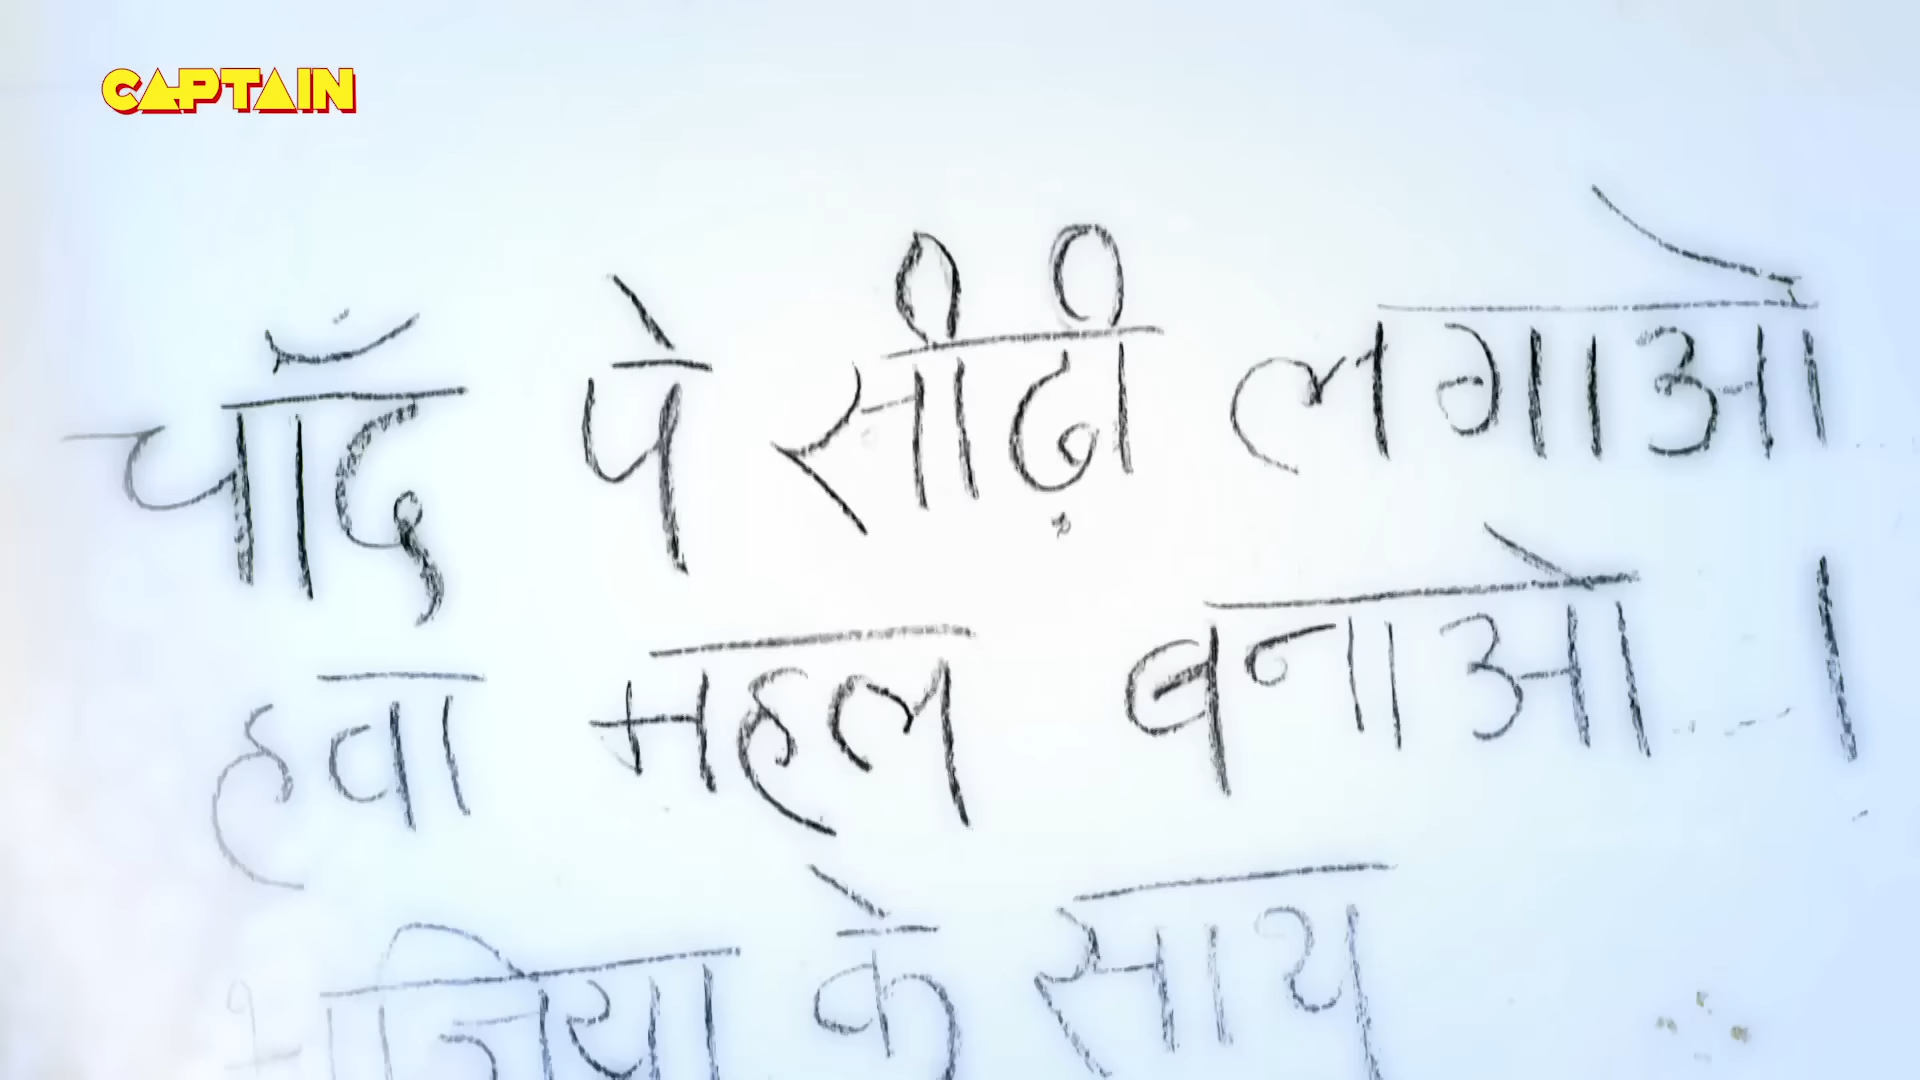 CAPTAIN
चाँद पे सीढ़ी लगाओ
हवा महल बनाओ ।
भाजिया के साथ